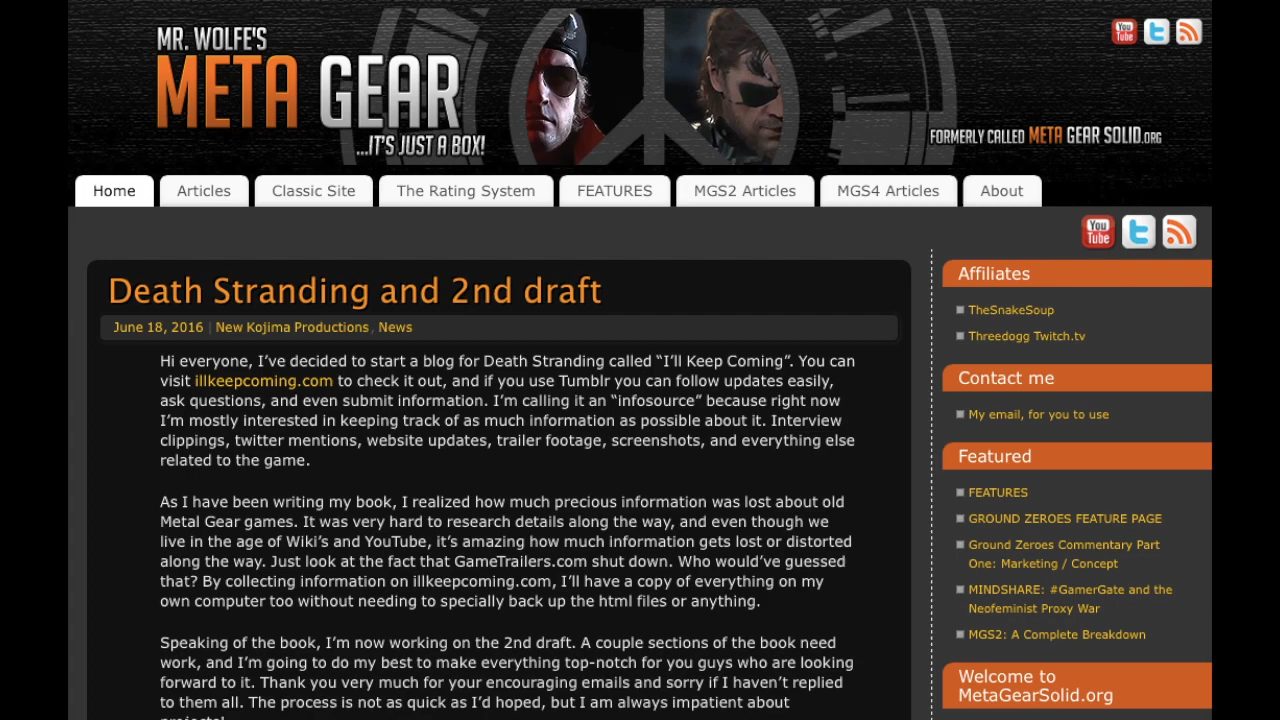 MR. WOLFE'S
META GEAR
...IT'S JUST A BOX!
You
Tube
FORMERLY CALLED META GEAR SOLID.ORG
Home
Articles
Classic Site
The Rating System
FEATURES
MGS2 Articles
MGS4 Articles
About
You
Tube
Death Stranding and 2nd draft
June 18, 2016 | New Kojima Productions, News
Hi everyone, I’ve decided to start a blog for Death Stranding called “I’ll Keep Coming”. You can
visit illkeepcoming.com to check it out, and if you use Tumblr you can follow updates easily,
ask questions, and even submit information. I’m calling it an “infosource” because right now
I’m mostly interested in keeping track of as much information as possible about it. Interview
clippings, twitter mentions, website updates, trailer footage, screenshots, and everything else
related to the game.
As I have been writing my book, I realized how much precious information was lost about old
Metal Gear games. It was very hard to research details along the way, and even though we
live in the age of Wiki’s and YouTube, it’s amazing how much information gets lost or distorted
along the way. Just look at the fact that GameTrailers.com shut down. Who would’ve guessed
that? By collecting information on illkeepcoming.com, I’ll have a copy of everything on my
own computer too without needing to specially back up the html files or anything.
Speaking of the book, I’m now working on the 2nd draft. A couple sections of the book need
work, and I’m going to do my best to make everything top-notch for you guys who are looking
forward to it. Thank you very much for your encouraging emails and sorry if I haven’t replied
to them all. The process is not as quick as I’d hoped, but I am always impatient about
projects!
Affiliates
TheSnakeSoup
Threedogg Twitch.tv
Contact me
My email, for you to use
Featured
FEATURES
GROUND ZEROES FEATURE PAGE
Ground Zeroes Commentary Part
One: Marketing / Concept
MINDSHARE: #GamerGate and the
Neofeminist Proxy War
MGS2: A Complete Breakdown
Welcome to
MetaGearSolid.org